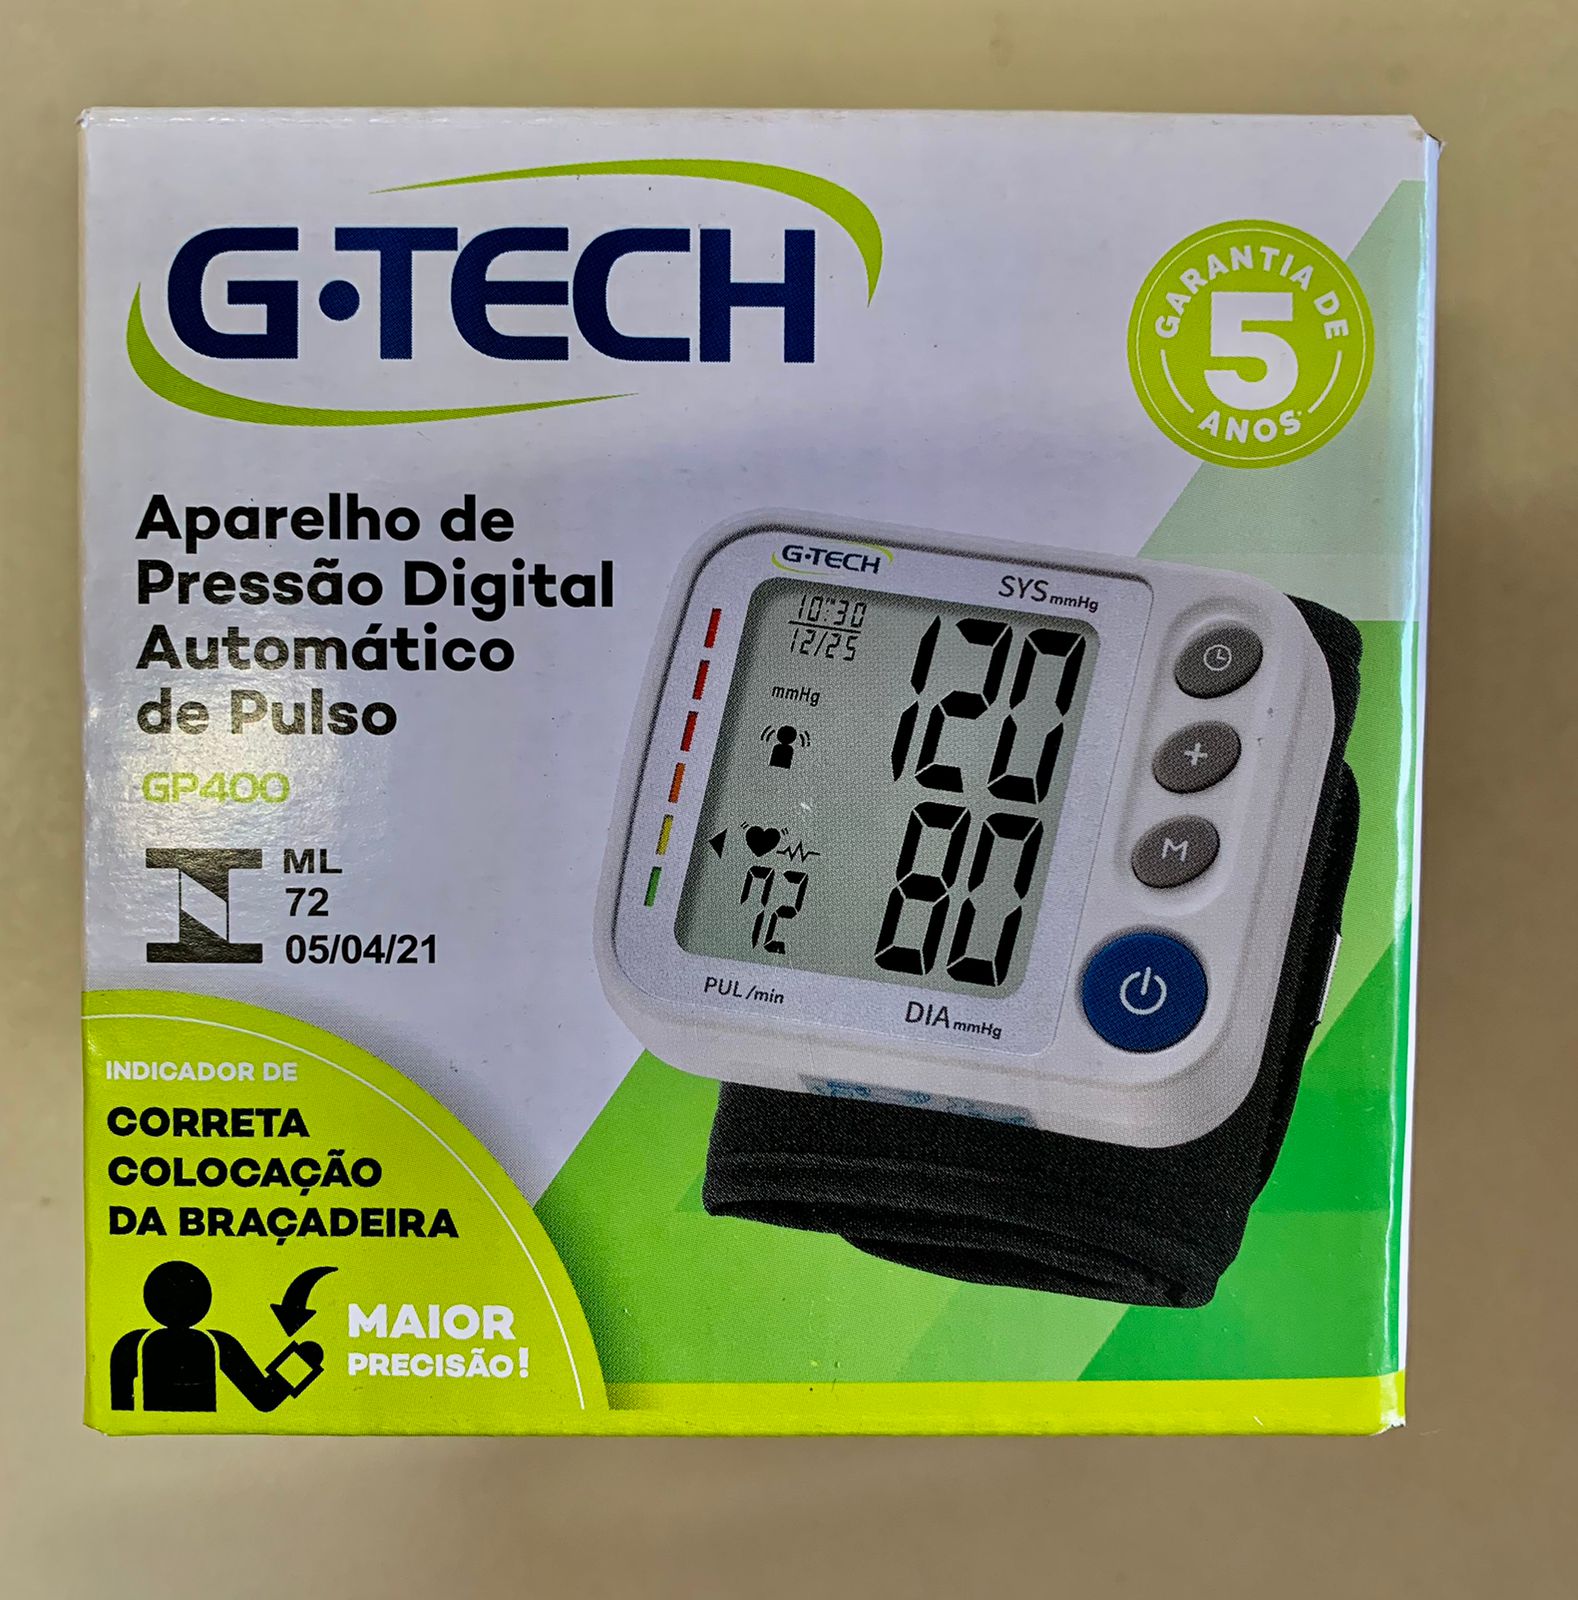 G·TECH
GARANTIA DE
5
ANOS*
Aparelho de
Pressão Digital
Automático
de Pulso
GP400
ML
72
05/04/21
G·TECH
SYS mmHg
10:30
12/25
mmHg
120
80
72
PUL/min
DIA mmHg
+
M
INDICADOR DE
CORRETA
COLOCAÇÃO
DA BRAÇADEIRA
MAIOR
PRECISÃO!